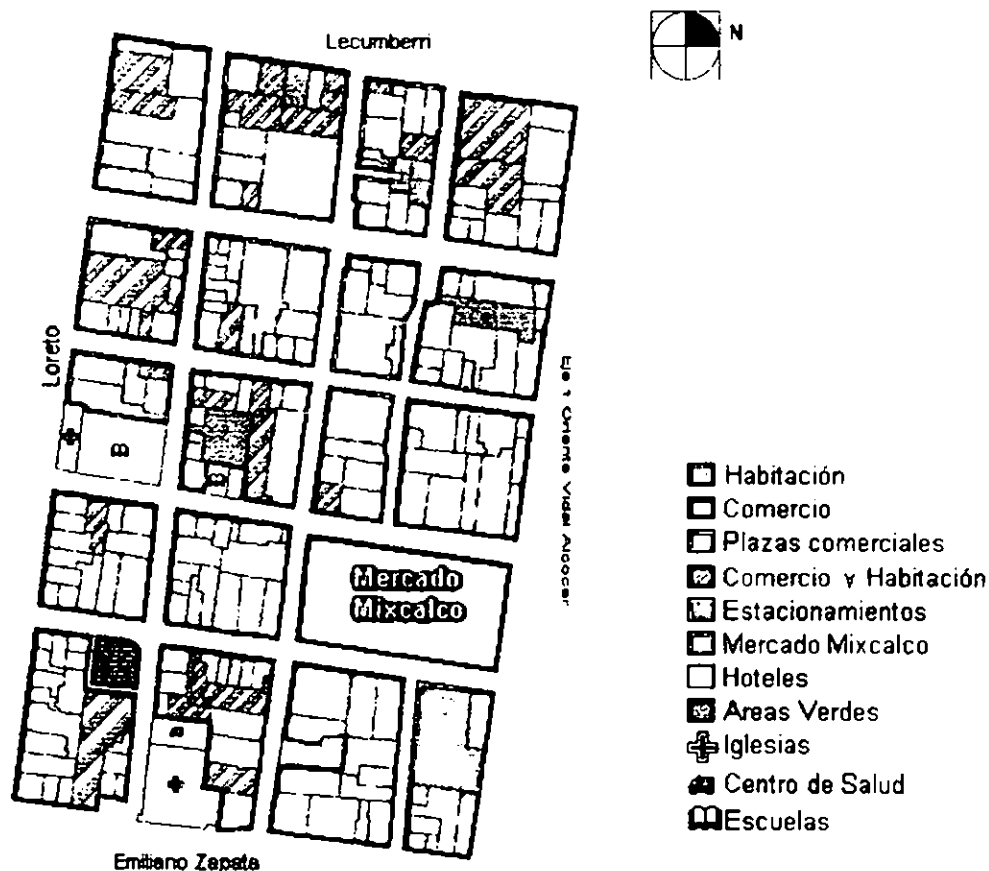 Lecumberri
N
Loreto
Eje 1 Oriente Vidal Alcocer
Mercado
Mixcalco
Emiliano Zapata
Habitación
Comercio
Plazas comerciales
Comercio y Habitación
Estacionamientos
Mercado Mixcalco
Hoteles
Areas Verdes
Iglesias
Centro de Salud
Escuelas